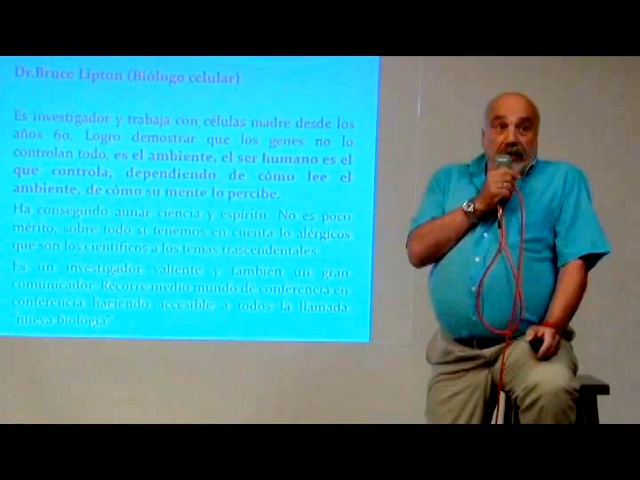 Dr.Bruce Lipton (Biólogo celular)
Es investigador y trabaja con células madre desde los
años 60. Logro demostrar que los genes no lo
controlan todo, es el ambiente, el ser humano es el
que controla, dependiendo de cómo lee el
ambiente, de cómo su mente lo percibe.
Ha conseguido aunar ciencia y espíritu. No es poco
mérito, sobre todo si tenemos en cuenta lo alérgicos
que son los científicos a los temas trascendentales.
Es un investigador valiente y también un gran
comunicador. Recorre medio mundo de conferencia en
conferencia haciendo accesible a todos la llamada
"nueva biología"